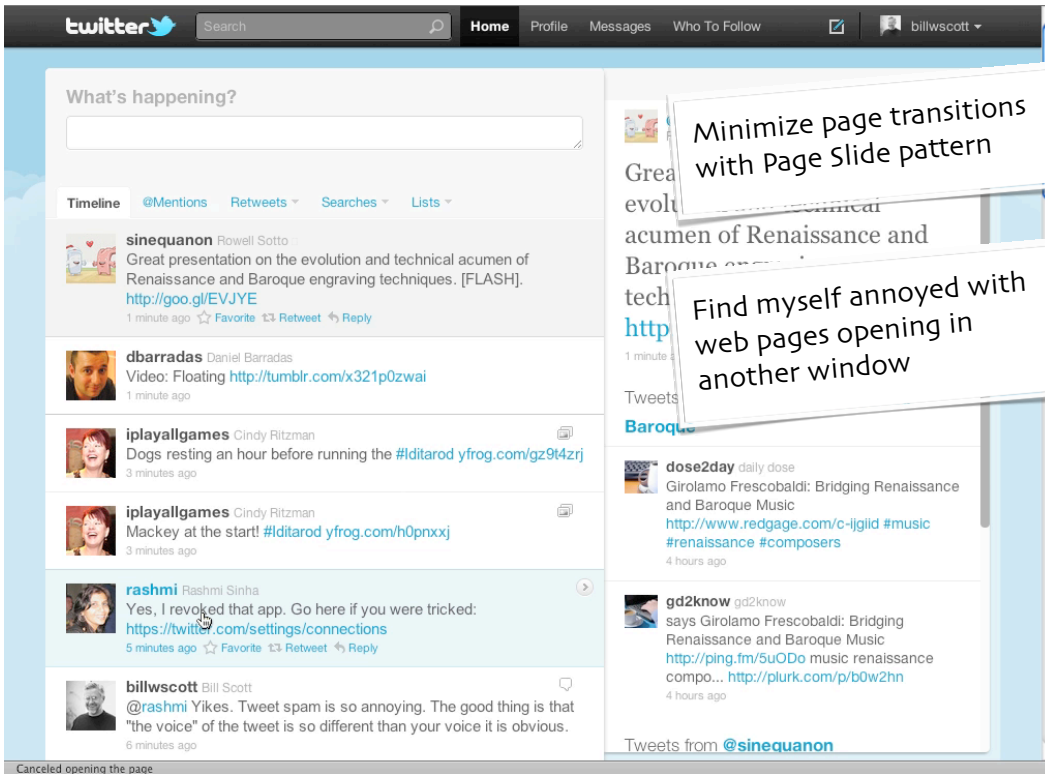 twitter
Search
Home
Profile
Messages
Who To Follow
billwscott
What's happening?
Timeline
@Mentions
Retweets
Searches
Lists
sinequanon Rowell Sotto
Great presentation on the evolution and technical acumen of
Renaissance and Baroque engraving techniques. [FLASH].
http://goo.gl/EVJYE
1 minute ago Favorite Retweet Reply
dbarradas Daniel Barradas
Video: Floating http://tumblr.com/x321p0zwai
1 minute ago
iplayallgames Cindy Ritzman
Dogs resting an hour before running the #Iditarod yfrog.com/gz9t4zrj
3 minutes ago
iplayallgames Cindy Ritzman
Mackey at the start! #Iditarod yfrog.com/h0pnxxj
3 minutes ago
rashmi Rashmi Sinha
Yes, I revoked that app. Go here if you were tricked:
https://twitter.com/settings/connections
5 minutes ago Favorite Retweet Reply
billwscott Bill Scott
@rashmi Yikes. Tweet spam is so annoying. The good thing is that
"the voice" of the tweet is so different than your voice it is obvious.
6 minutes ago
Minimize page transitions
with Page Slide pattern
Grea
evolu
acumen of Renaissance and
Baroque
tech
http
1 minute
Find myself annoyed with
web pages opening in
another window
Tweets
Baroque
dose2day daily dose
Girolamo Frescobaldi: Bridging Renaissance
and Baroque Music
http://www.redgage.com/c-ijgiid #music
#renaissance #composers
4 hours ago
gd2know gd2know
says Girolamo Frescobaldi: Bridging
Renaissance and Baroque Music
http://ping.fm/5uODo music renaissance
compo... http://plurk.com/p/b0w2hn
4 hours ago
Tweets from @sinequanon
Canceled opening the page